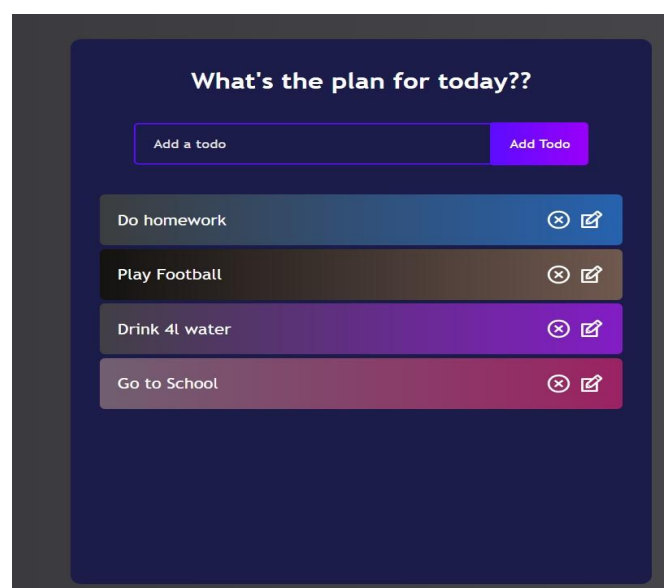 What's the plan for today??
Add a todo
Add Todo
Do homework
Play Football
Drink 4l water
Go to School